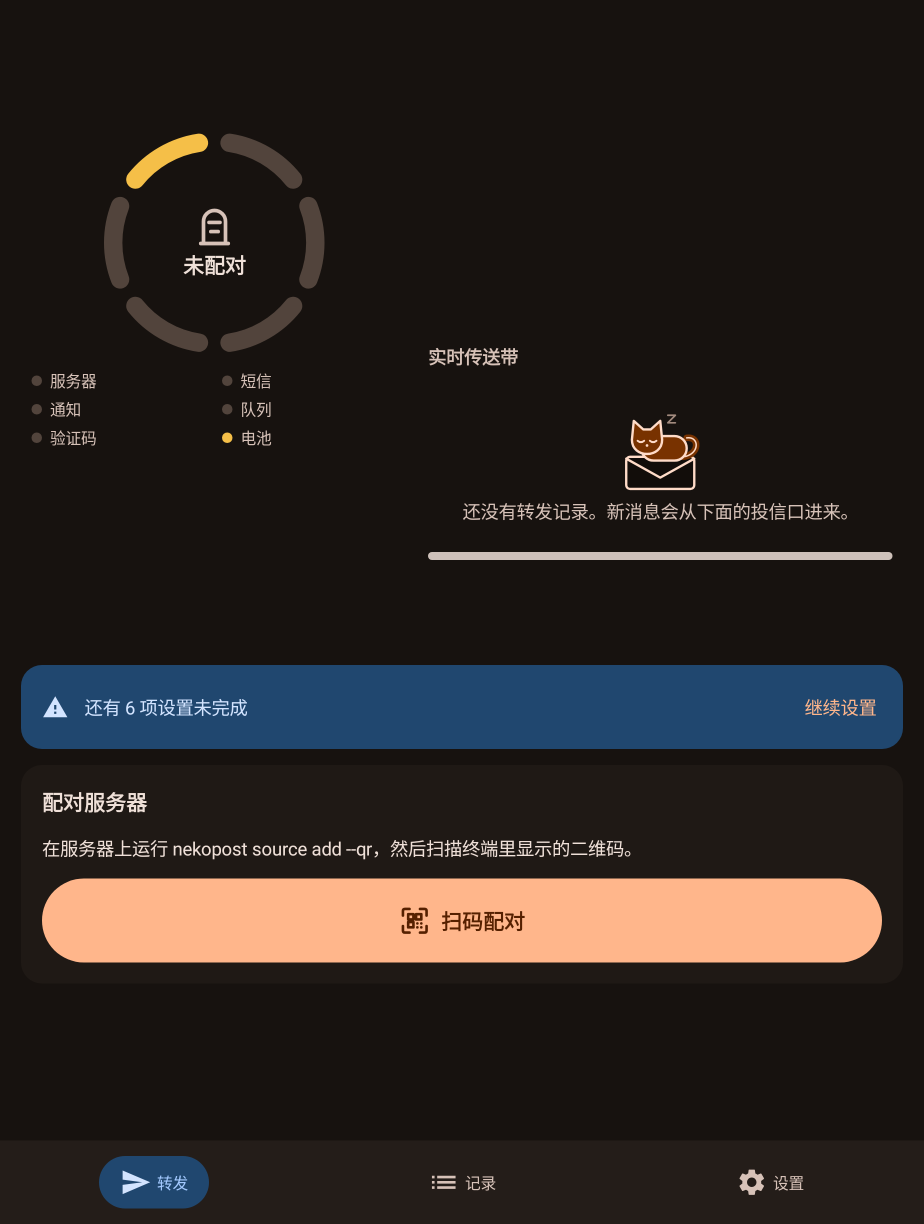 未配对
服务器
短信
通知
队列
验证码
电池
实时传送带
Z
还没有转发记录。新消息会从下面的投信口进来。
还有 6 项设置未完成
继续设置
配对服务器
在服务器上运行 nekopost source add --qr，然后扫描终端里显示的二维码。
扫码配对
转发
记录
设置